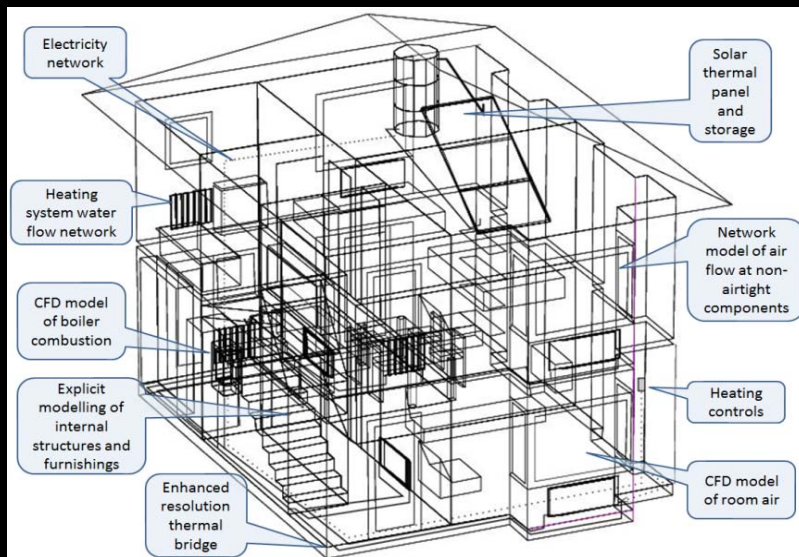 Electricity
network
Solar
thermal
panel
and
storage
Heating
system water
flow network
Network
model of air
flow at non-
airtight
components
CFD model
of boiler
combustion
Explicit
modelling of
internal
structures and
furnishings
Heating
controls
Enhanced
resolution
thermal
bridge
CFD model
of room air